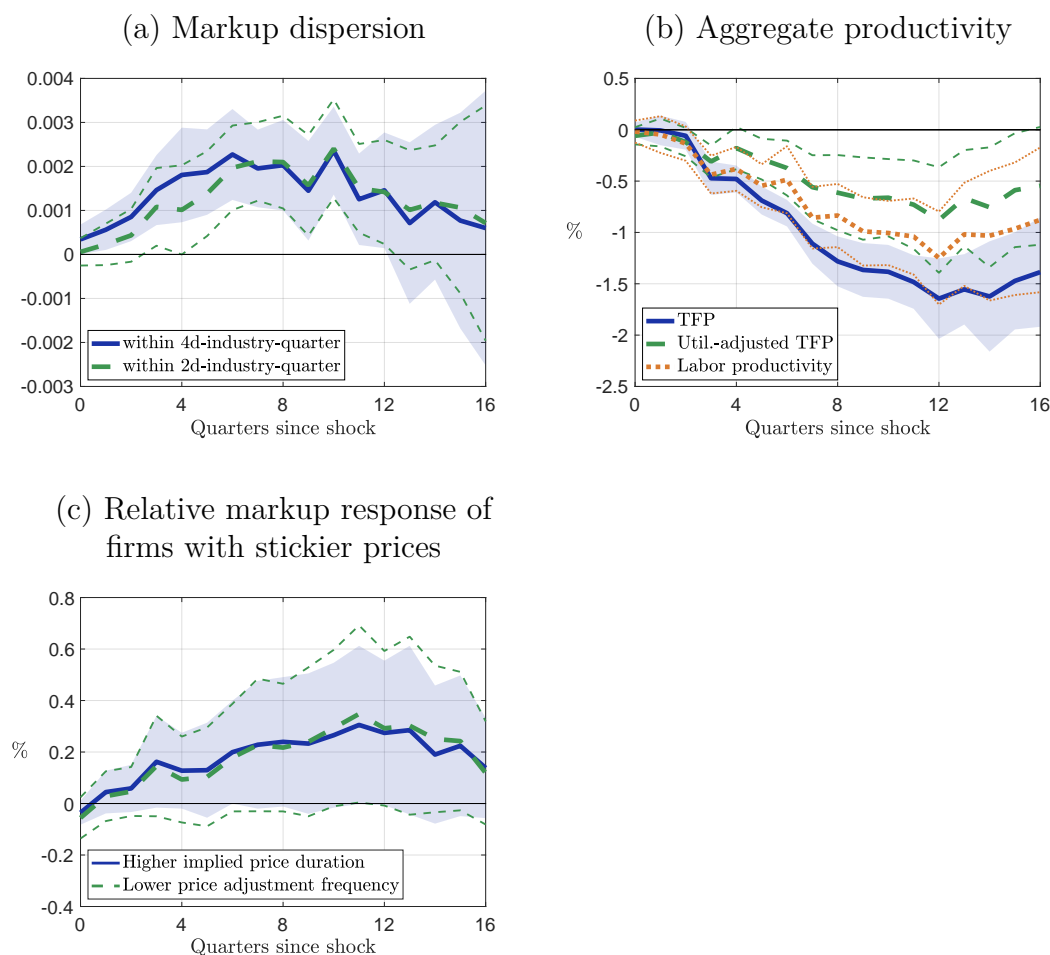 (a) Markup dispersion
0.004
0.003
0.002
0.001
0
-0.001
-0.002
-0.003
within 4d-industry-quarter
within 2d-industry-quarter
0 4 8 12 16
Quarters since shock
(b) Aggregate productivity
0.5
0
-0.5
%
-1
-1.5
-2
-2.5
TFP
Util.-adjusted TFP
Labor productivity
0 4 8 12 16
Quarters since shock
(c) Relative markup response of
firms with stickier prices
0.8
0.6
0.4
%
0.2
0
-0.2
-0.4
Higher implied price duration
Lower price adjustment frequency
0 4 8 12 16
Quarters since shock